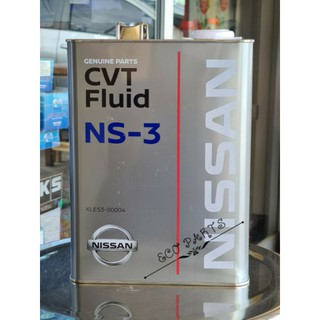 GENUINE PARTS
CVT
Fluid
NS-3
KLE53-00004
NISSAN
NISSAN
ECO PARTS